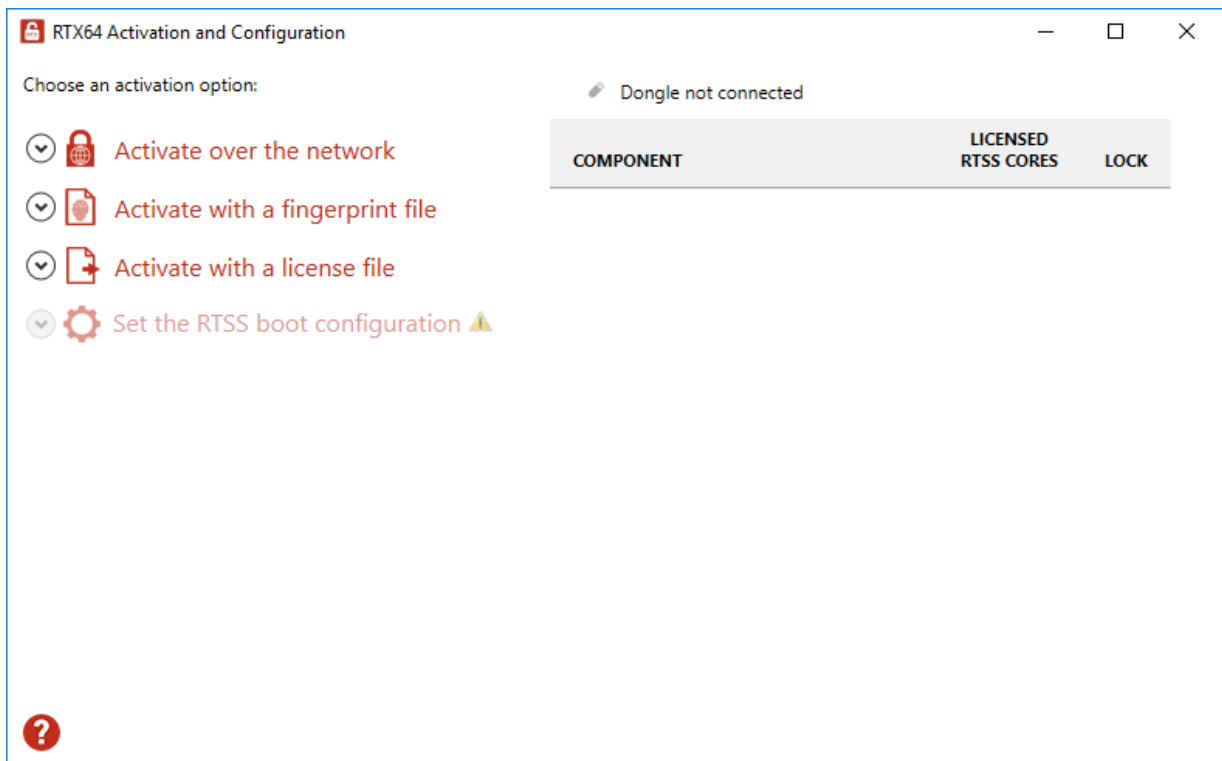 RTX64 Activation and Configuration
Choose an activation option:
Activate over the network
Activate with a fingerprint file
Activate with a license file
Set the RTSS boot configuration
Dongle not connected
COMPONENT
LICENSED
RTSS CORES
LOCK
?